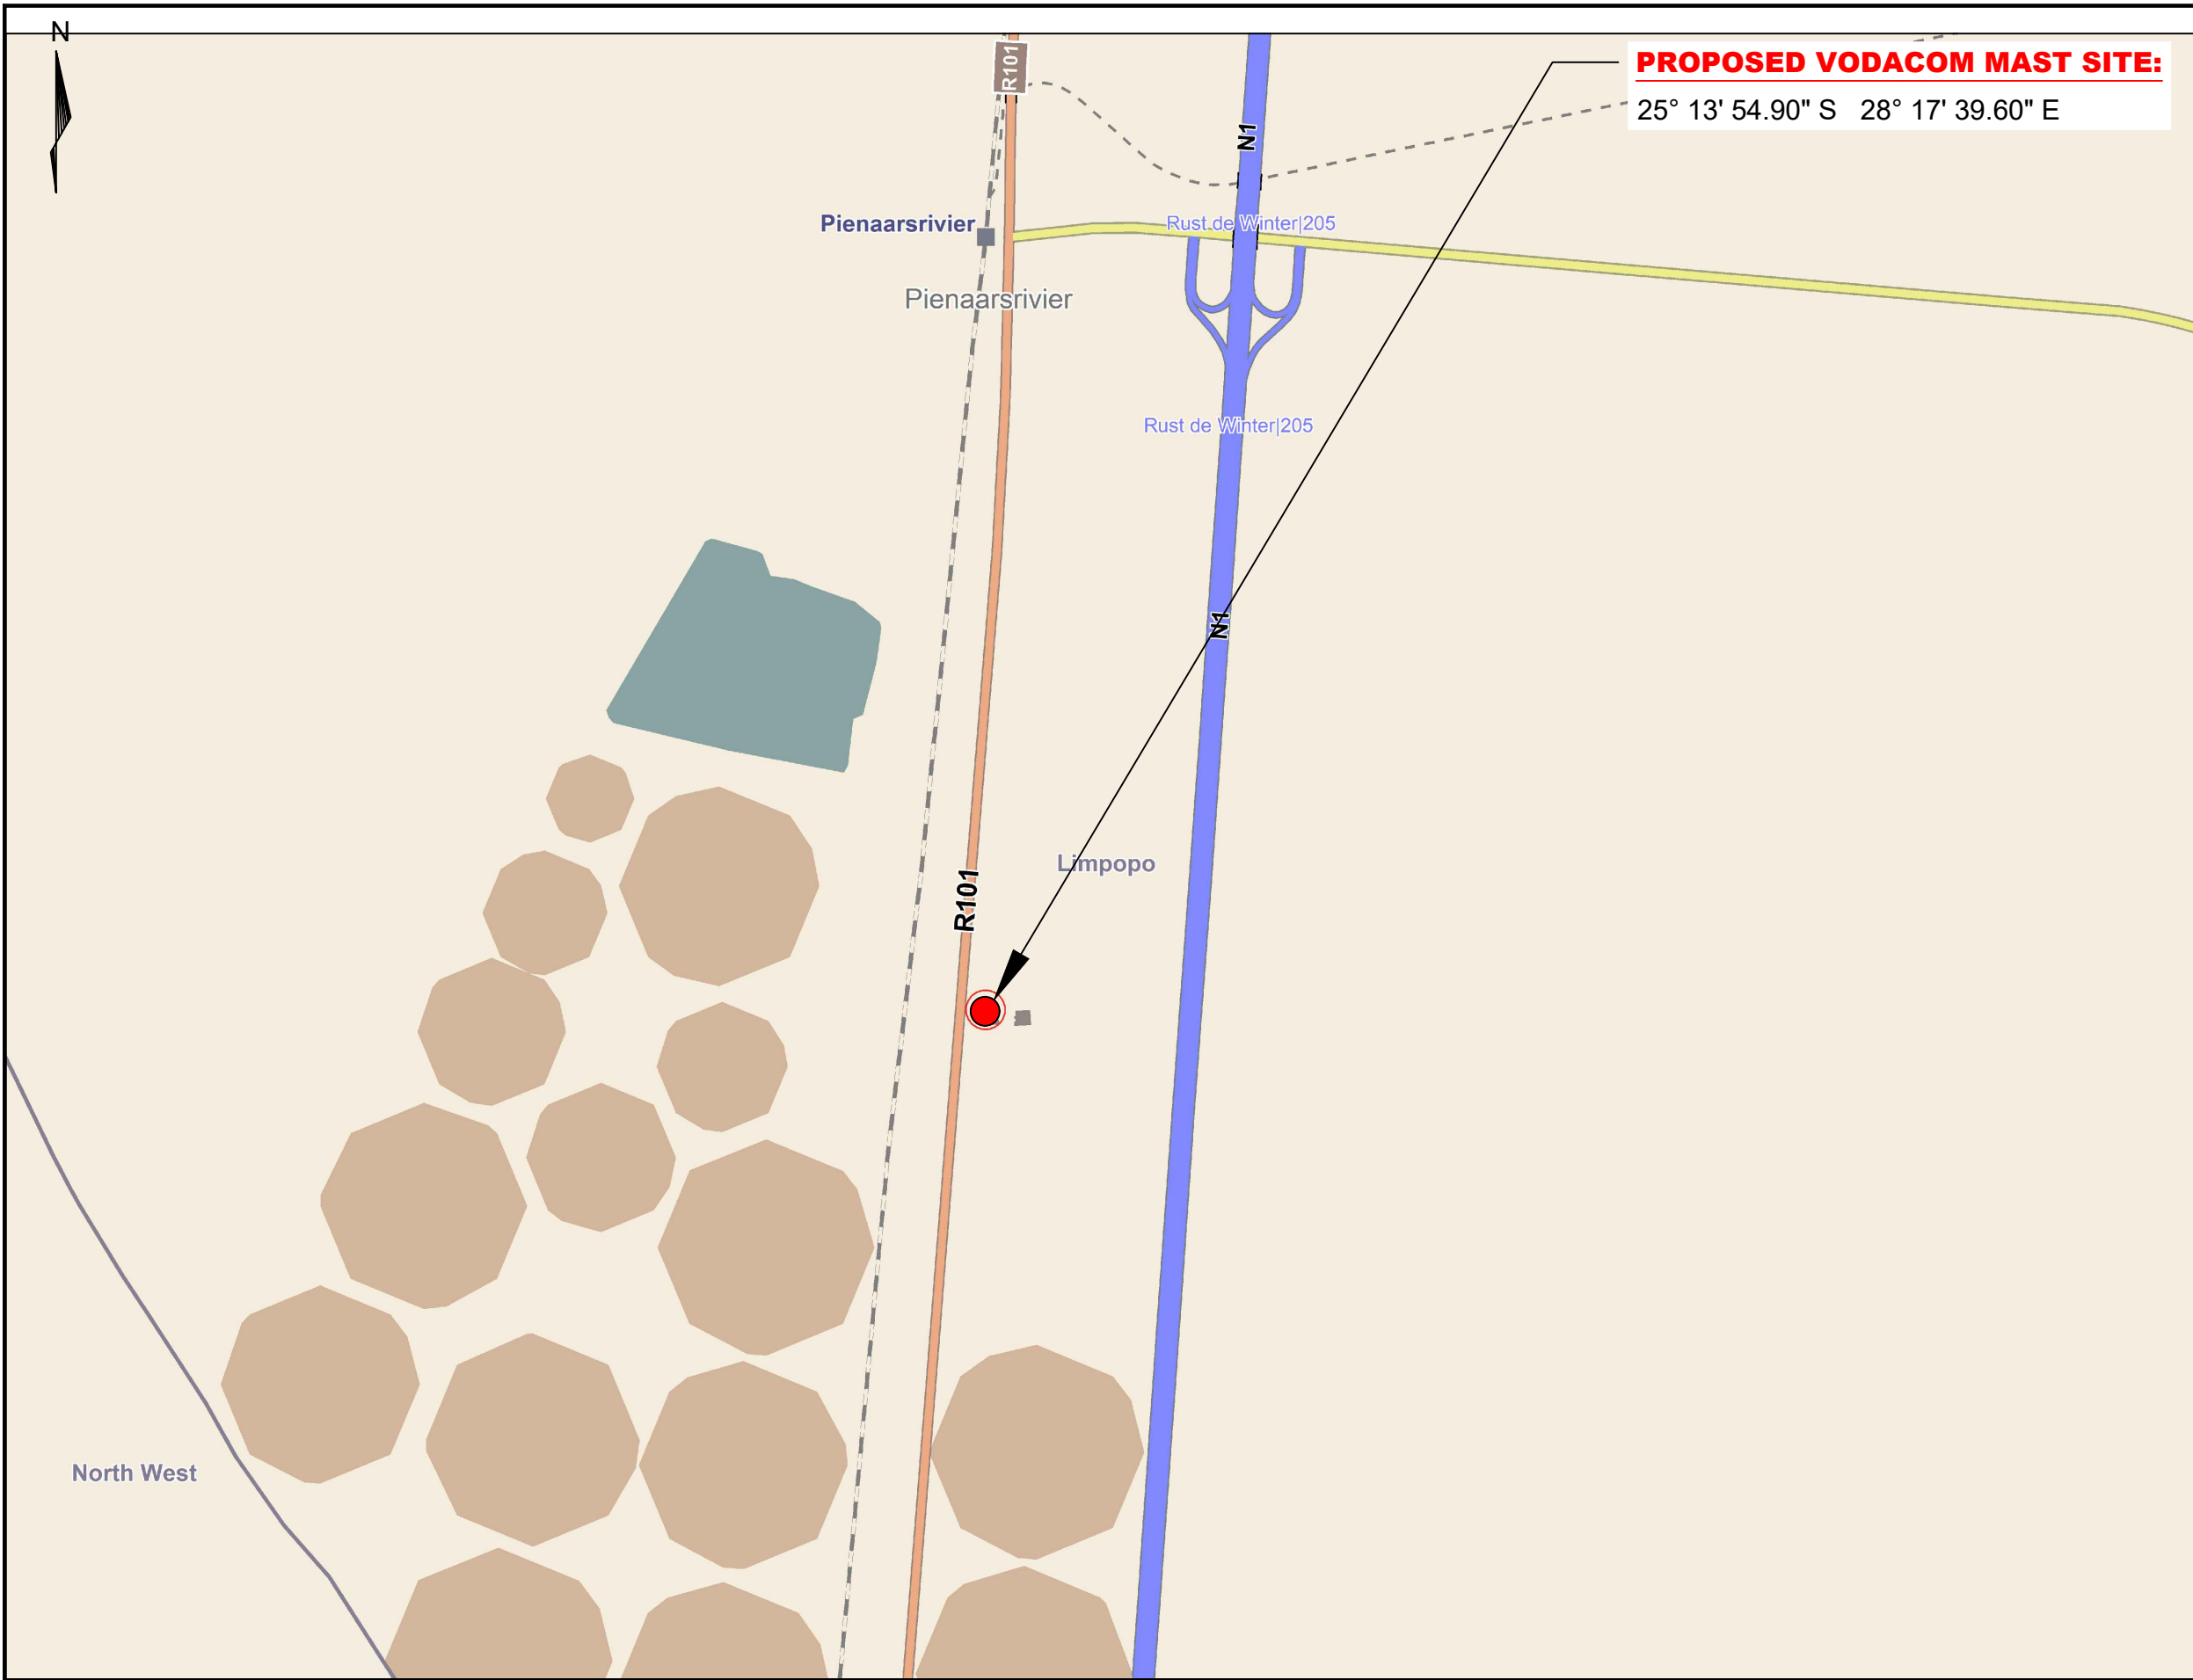 N
R101
PROPOSED VODACOM MAST SITE:
25° 13' 54.90" S 28° 17' 39.60" E
N1
Pienaarsrivier
Rust de Winter|205
Pienaarsrivier
Rust de Winter|205
N1
Limpopo
R101
North West